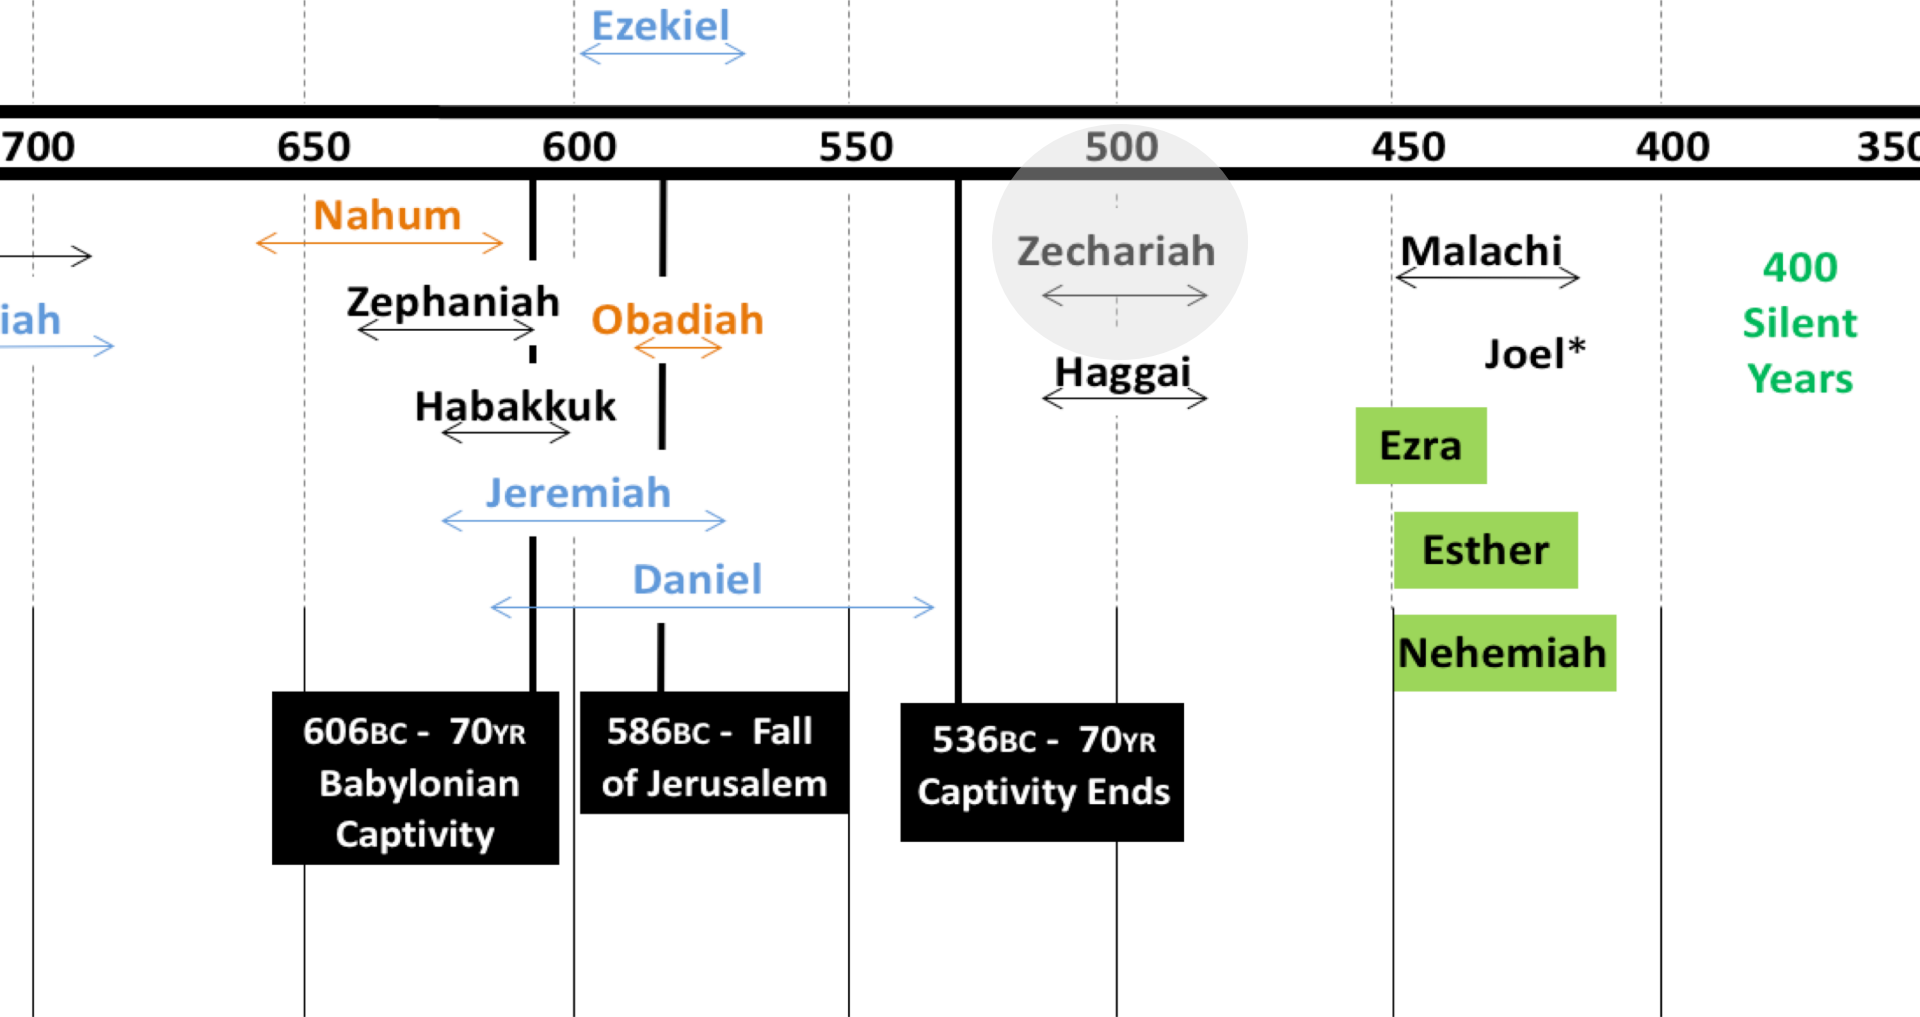 Ezekiel
700 650 600 550 500 450 400 350
Nahum
Zechariah
Malachi
400
Silent
Years
Zephaniah
iah
Obadiah
Joel*
Haggai
Habakkuk
Ezra
Jeremiah
Esther
Daniel
Nehemiah
606BC - 70YR
Babylonian
Captivity
586BC - Fall
of Jerusalem
536BC - 70YR
Captivity Ends